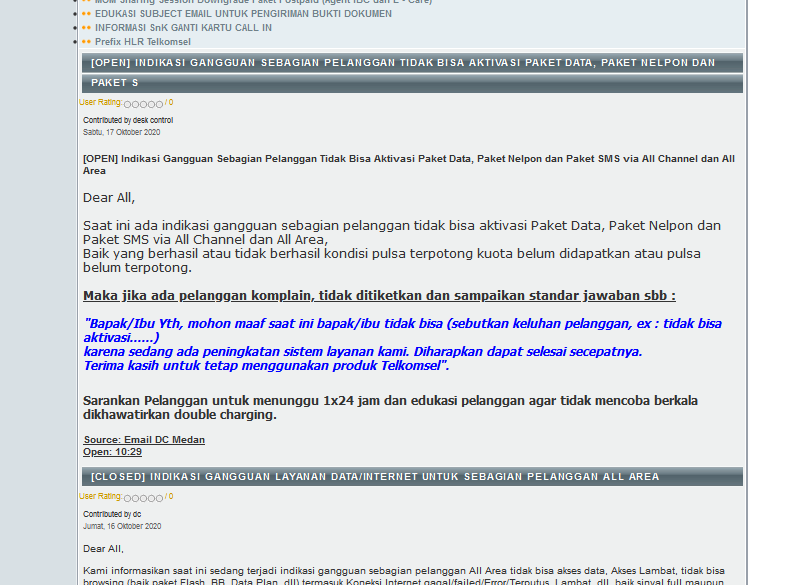 MOM Sharing Session Downgrade Paket Postpaid (Agent IBC dan E - Care)
EDUKASI SUBJECT EMAIL UNTUK PENGIRIMAN BUKTI DOKUMEN
INFORMASI SnK GANTI KARTU CALL IN
Prefix HLR Telkomsel
[OPEN] INDIKASI GANGGUAN SEBAGIAN PELANGGAN TIDAK BISA AKTIVASI PAKET DATA, PAKET NELPON DAN
PAKET S
User Rating: / 0
Contributed by desk control
Sabtu, 17 Oktober 2020
[OPEN] Indikasi Gangguan Sebagian Pelanggan Tidak Bisa Aktivasi Paket Data, Paket Nelpon dan Paket SMS via All Channel dan All
Area
Dear All,
Saat ini ada indikasi gangguan sebagian pelanggan tidak bisa aktivasi Paket Data, Paket Nelpon dan
Paket SMS via All Channel dan All Area,
Baik yang berhasil atau tidak berhasil kondisi pulsa terpotong kuota belum didapatkan atau pulsa
belum terpotong.
Maka jika ada pelanggan komplain, tidak ditiketkan dan sampaikan standar jawaban sbb :
"Bapak/Ibu Yth, mohon maaf saat ini bapak/ibu tidak bisa (sebutkan keluhan pelanggan, ex : tidak bisa
aktivasi......)
karena sedang ada peningkatan sistem layanan kami. Diharapkan dapat selesai secepatnya.
Terima kasih untuk tetap menggunakan produk Telkomsel".
Sarankan Pelanggan untuk menunggu 1x24 jam dan edukasi pelanggan agar tidak mencoba berkala
dikhawatirkan double charging.
Source: Email DC Medan
Open: 10:29
[CLOSED] INDIKASI GANGGUAN LAYANAN DATA/INTERNET UNTUK SEBAGIAN PELANGGAN ALL AREA
User Rating: / 0
Contributed by dc
Jumat, 16 Oktober 2020
Dear All,
Kami informasikan saat ini sedang terjadi indikasi gangguan sebagian pelanggan All Area tidak bisa akses data, Akses Lambat, tidak bisa
browsing (baik paket Flash, BB, Data Plan, dll) termasuk Koneksi Internet gagal/failed/Error/Terputus, Lambat, dll, baik sinyal full maupun